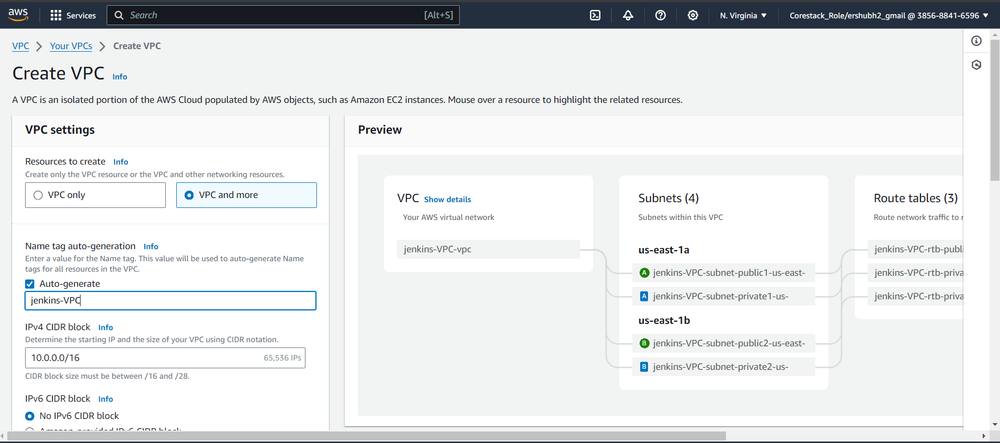 aws
Services
Search
[Alt+S]
N. Virginia
Corestack_Role/ershubh2_gmail @ 3856-8841-6596
VPC
Your VPCs
Create VPC
Create VPC Info
A VPC is an isolated portion of the AWS Cloud populated by AWS objects, such as Amazon EC2 instances. Mouse over a resource to highlight the related resources.
VPC settings
Resources to create Info
Create only the VPC resource or the VPC and other networking resources.
VPC only
VPC and more
Name tag auto-generation Info
Enter a value for the Name tag. This value will be used to auto-generate Name
tags for all resources in the VPC.
Auto-generate
jenkins-VPC
IPv4 CIDR block Info
Determine the starting IP and the size of your VPC using CIDR notation.
10.0.0.0/16
65,536 IPs
CIDR block size must be between /16 and /28.
IPv6 CIDR block Info
No IPv6 CIDR block
Amazon-provided IPv6 CIDR block
Preview
VPC Show details
Your AWS virtual network
jenkins-VPC-vpc
Subnets (4)
Subnets within this VPC
us-east-1a
A jenkins-VPC-subnet-public1-us-east-
A jenkins-VPC-subnet-private1-us-
us-east-1b
B jenkins-VPC-subnet-public2-us-east-
B jenkins-VPC-subnet-private2-us-
Route tables (3)
Route network traffic to
jenkins-VPC-rtb-publi
jenkins-VPC-rtb-priva
jenkins-VPC-rtb-priva